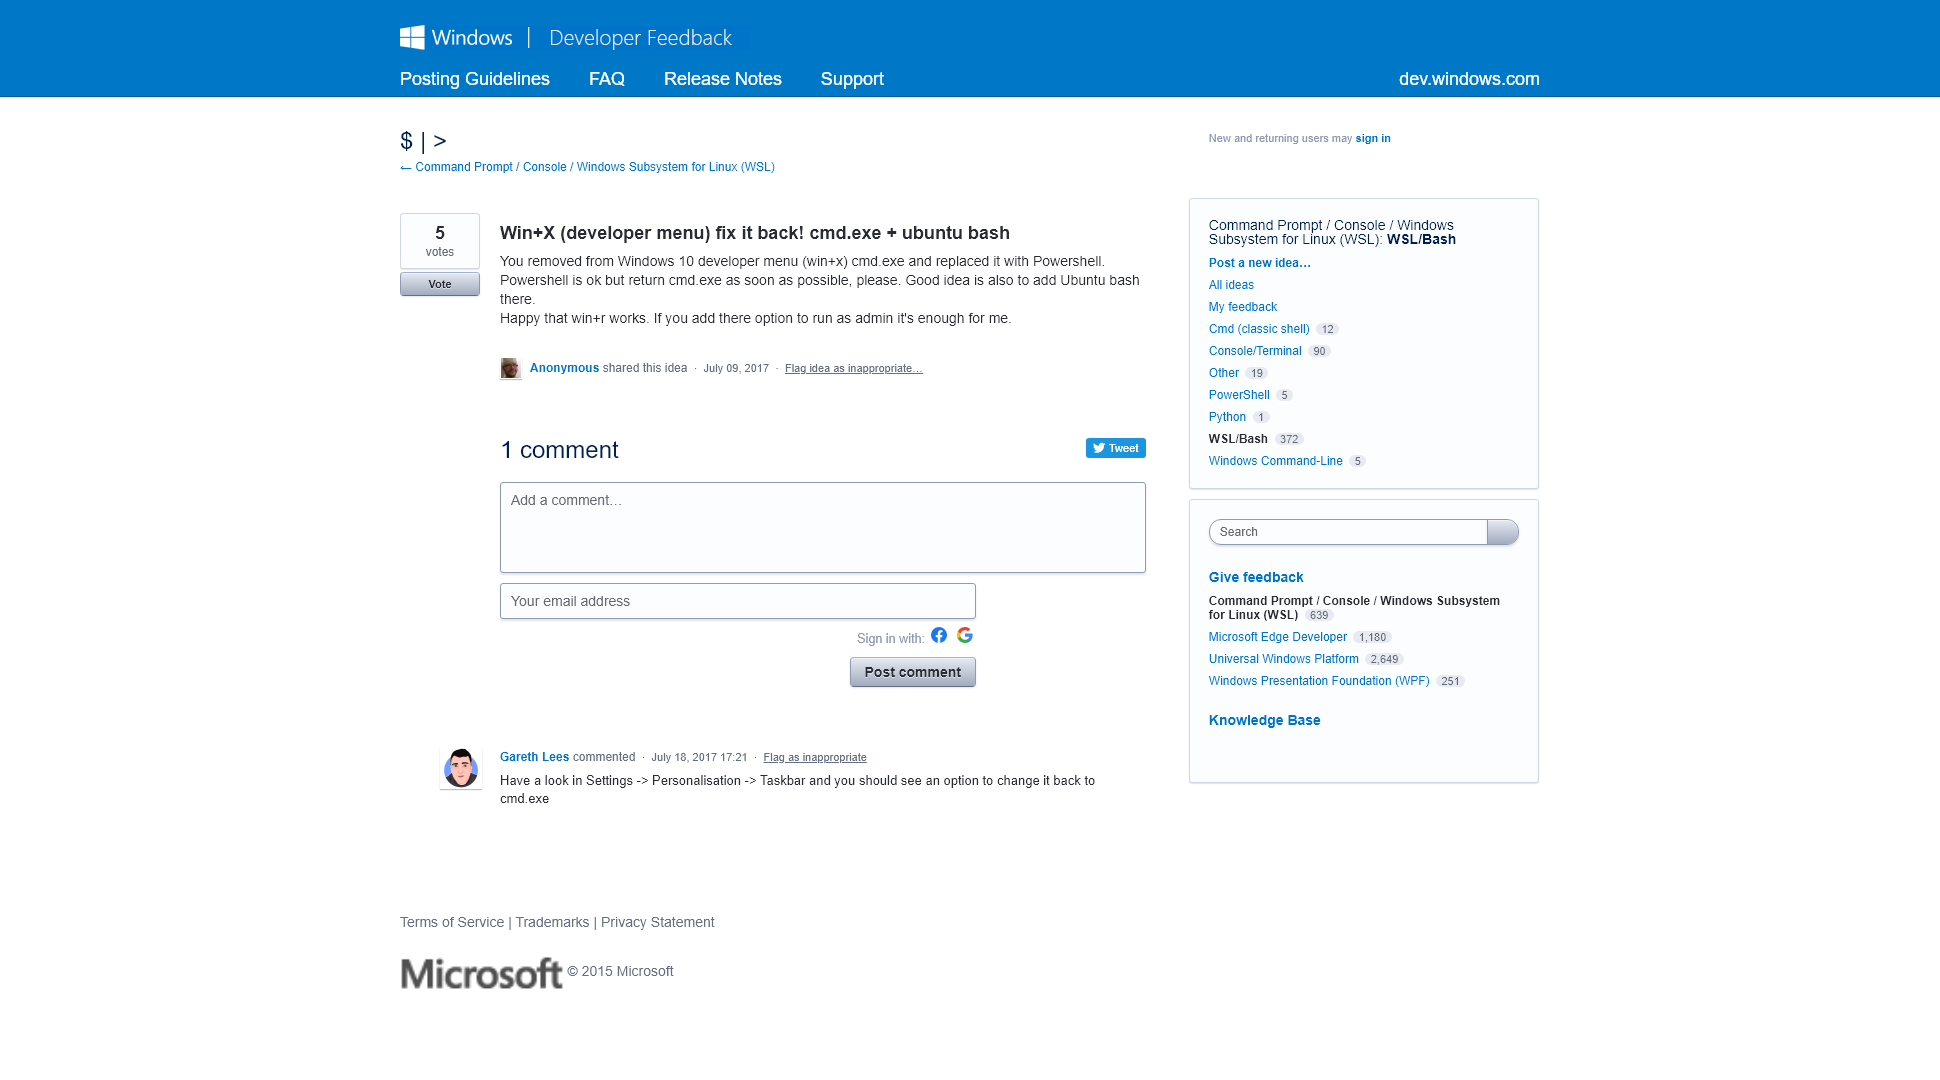 Windows | Developer Feedback
Posting Guidelines FAQ Release Notes Support dev.windows.com
$ | >
← Command Prompt / Console / Windows Subsystem for Linux (WSL)
New and returning users may sign in
5
votes
Vote
Win+X (developer menu) fix it back! cmd.exe + ubuntu bash
You removed from Windows 10 developer menu (win+x) cmd.exe and replaced it with Powershell.
Powershell is ok but return cmd.exe as soon as possible, please. Good idea is also to add Ubuntu bash
there.
Happy that win+r works. If you add there option to run as admin it's enough for me.
Anonymous shared this idea · July 09, 2017 · Flag idea as inappropriate…
1 comment
Tweet
Add a comment…
Your email address
Sign in with:
Post comment
Gareth Lees commented · July 18, 2017 17:21 · Flag as inappropriate
Have a look in Settings -> Personalisation -> Taskbar and you should see an option to change it back to
cmd.exe
Command Prompt / Console / Windows
Subsystem for Linux (WSL): WSL/Bash
Post a new idea…
All ideas
My feedback
Cmd (classic shell) 12
Console/Terminal 90
Other 19
PowerShell 5
Python 1
WSL/Bash 372
Windows Command-Line 5
Search
Give feedback
Command Prompt / Console / Windows Subsystem
for Linux (WSL) 639
Microsoft Edge Developer 1,180
Universal Windows Platform 2,649
Windows Presentation Foundation (WPF) 251
Knowledge Base
Terms of Service | Trademarks | Privacy Statement
Microsoft © 2015 Microsoft